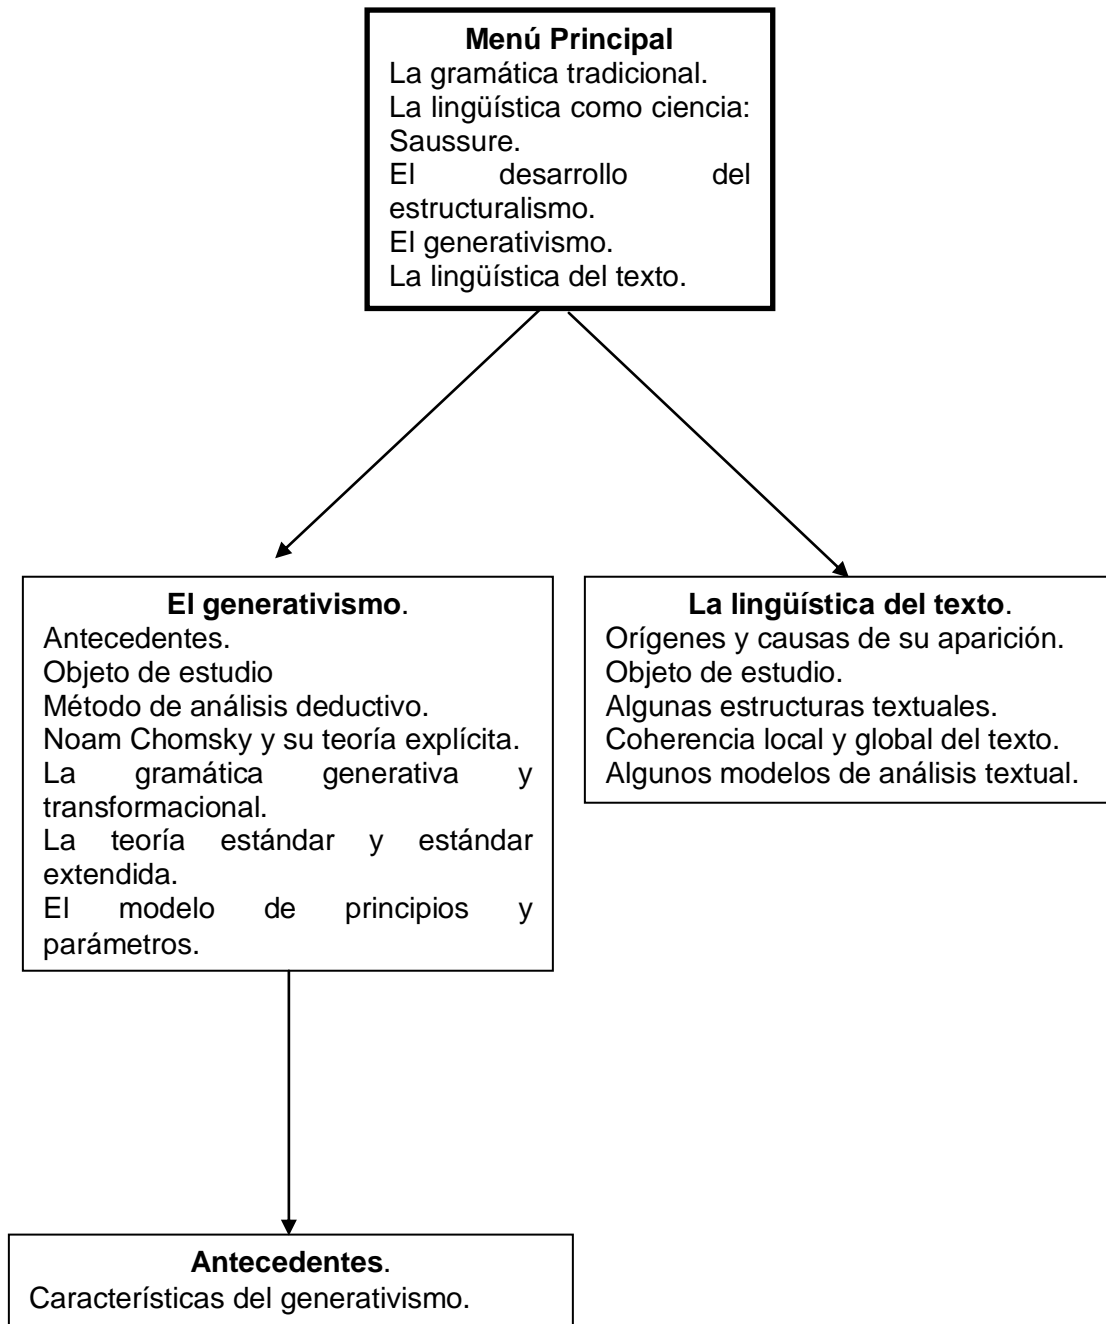 Menú Principal
La gramática tradicional.
La lingüística como ciencia:
Saussure.
El desarrollo del
estructuralismo.
El generativismo.
La lingüística del texto.
El generativismo.
Antecedentes.
Objeto de estudio
Método de análisis deductivo.
Noam Chomsky y su teoría explícita.
La gramática generativa y
transformacional.
La teoría estándar y estándar
extendida.
El modelo de principios y
parámetros.
La lingüística del texto.
Orígenes y causas de su aparición.
Objeto de estudio.
Algunas estructuras textuales.
Coherencia local y global del texto.
Algunos modelos de análisis textual.
Antecedentes.
Características del generativismo.